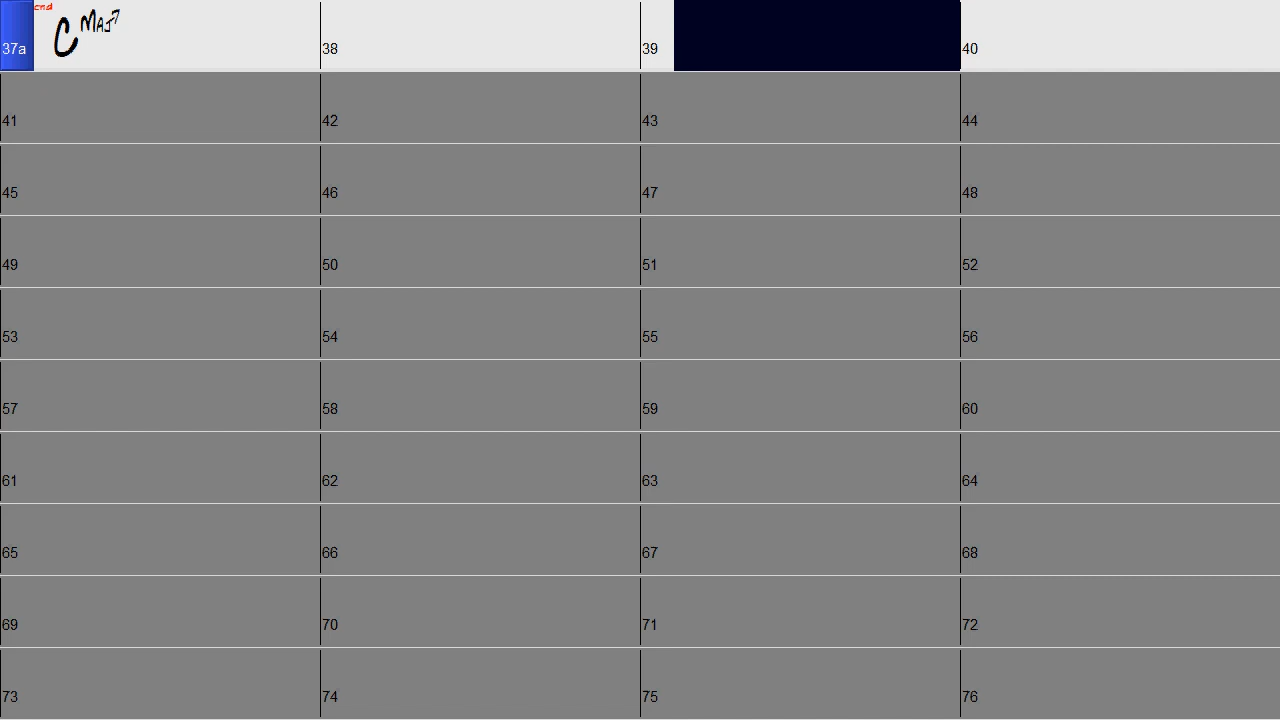 end
37a C MAJ7 38 39 40
41 42 43 44
45 46 47 48
49 50 51 52
53 54 55 56
57 58 59 60
61 62 63 64
65 66 67 68
69 70 71 72
73 74 75 76